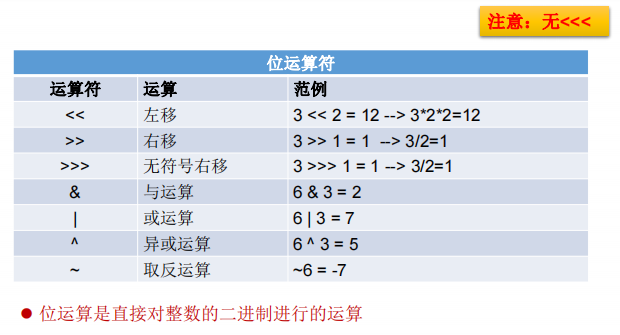 注意：无<<<
位运算符
运算符 运算 范例
<< 左移 3 << 2 = 12 --> 3*2*2=12
>> 右移 3 >> 1 = 1 --> 3/2=1
>>> 无符号右移 3 >>> 1 = 1 --> 3/2=1
& 与运算 6 & 3 = 2
| 或运算 6 | 3 = 7
^ 异或运算 6 ^ 3 = 5
~ 取反运算 ~6 = -7
● 位运算是直接对整数的二进制进行的运算